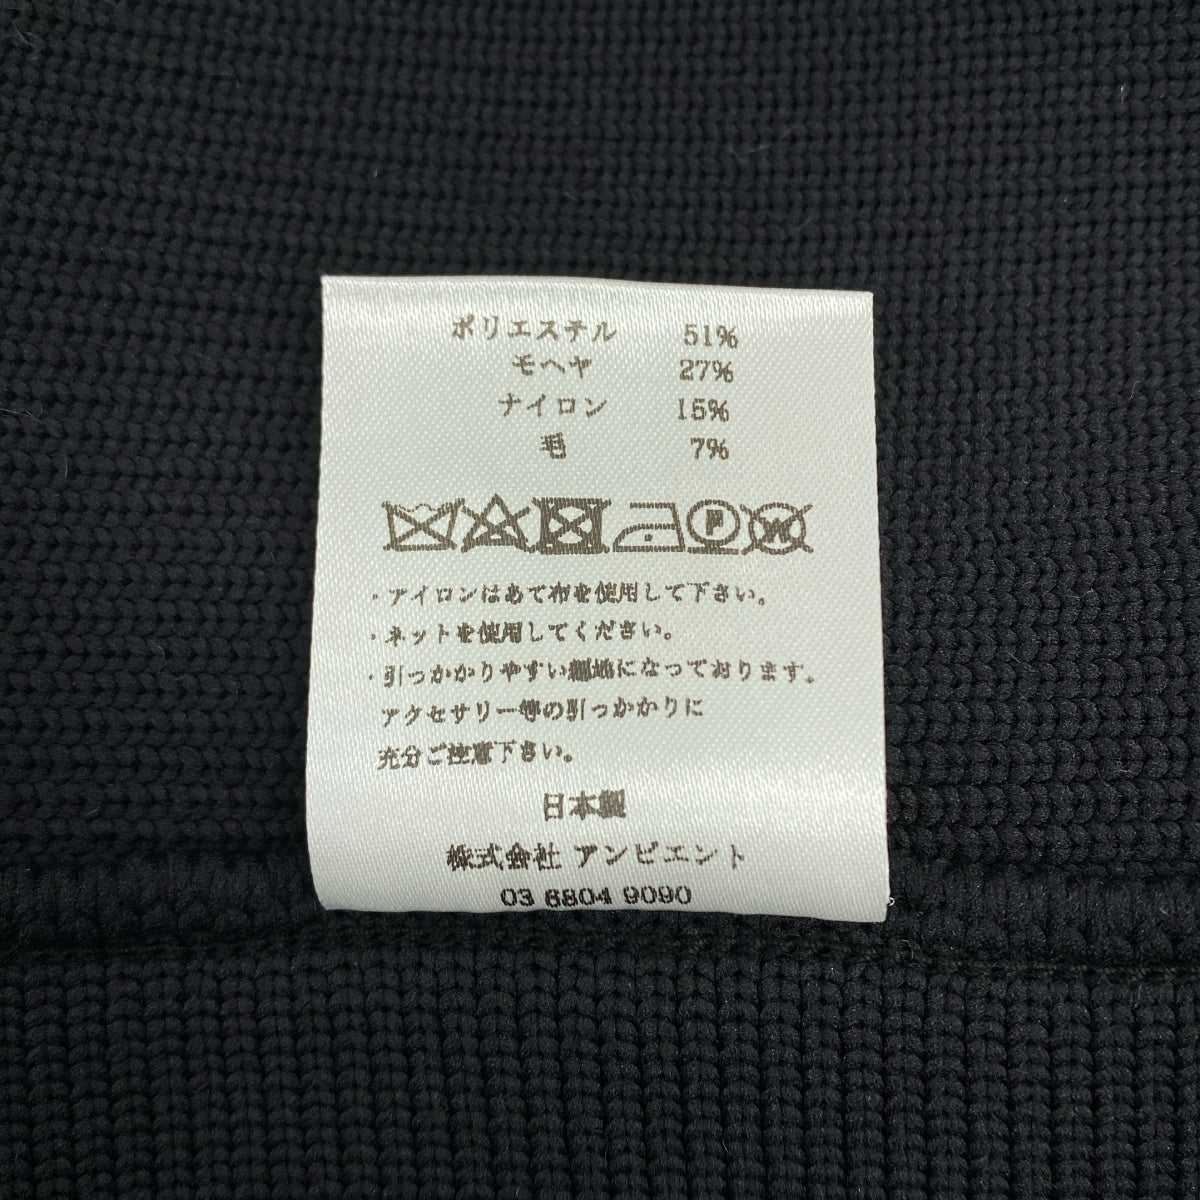 ポリエステル 51%
モヘヤ 27%
ナイロン 15%
毛 7%
P W
・アイロンはあて布を使用して下さい。
・ネットを使用してください。
・引っかかりやすい編地になっております。
アクセサリー等の引っかかりに
充分ご注意下さい。
日本製
株式会社 アンビエント
03 6804 9090